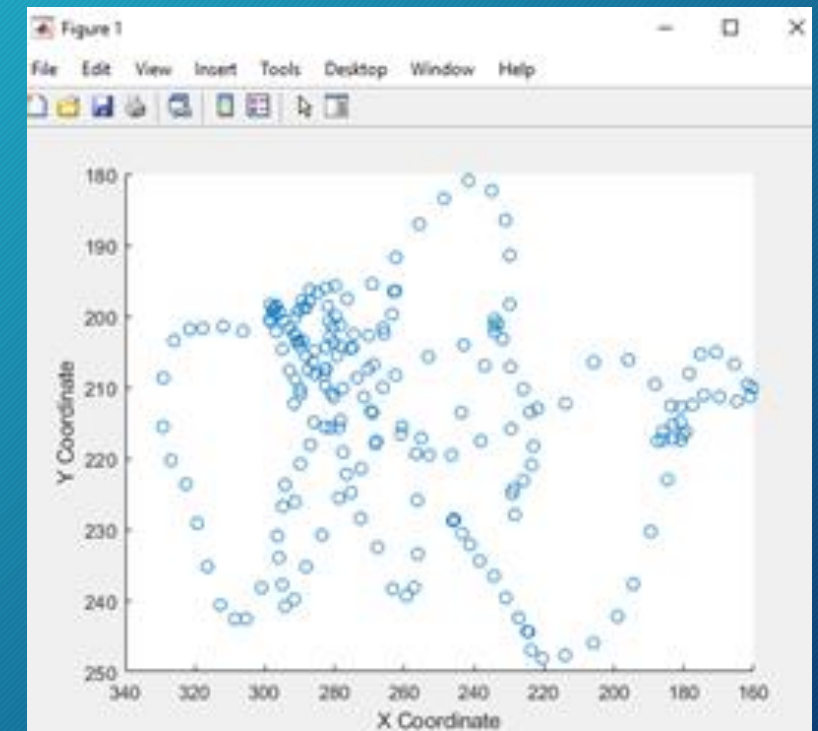 Figure 1
File Edit View Insert Tools Desktop Window Help
180
190
200
210
220
230
240
250
Y Coordinate
340 320 300 280 260 240 220 200 180 160
X Coordinate